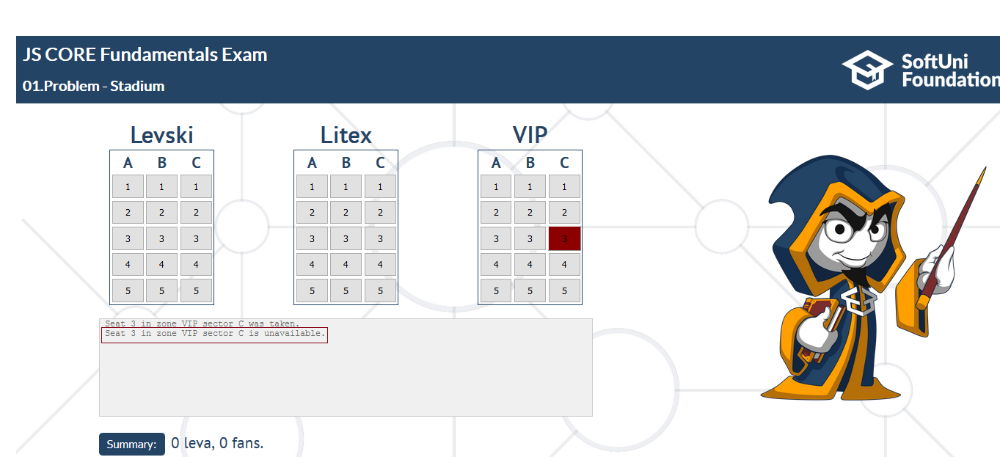 JS CORE Fundamentals Exam
01.Problem - Stadium
SoftUni
Foundation
Levski Litex VIP
A B C A B C A B C
1 1 1 1 1 1 1 1 1
2 2 2 2 2 2 2 2 2
3 3 3 3 3 3 3 3 3
4 4 4 4 4 4 4 4 4
5 5 5 5 5 5 5 5 5
Seat 3 in zone VIP sector C was taken.
Seat 3 in zone VIP sector C is unavailable.
Summary: 0 leva, 0 fans.